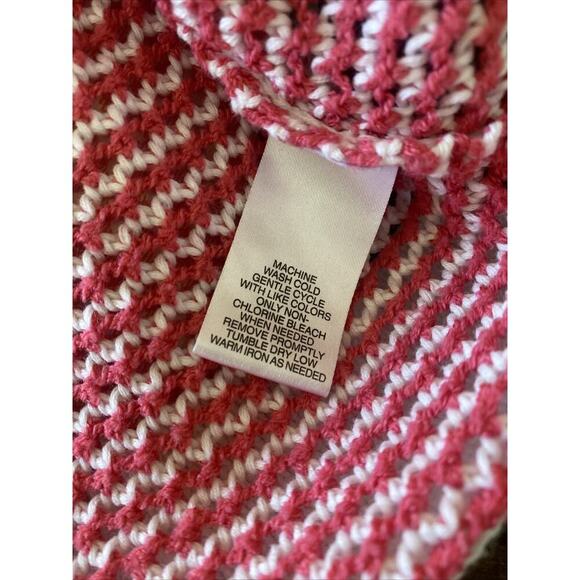 MACHINE
WASH COLD
GENTLE CYCLE
WITH LIKE COLORS
ONLY NON-
CHLORINE BLEACH
WHEN NEEDED
REMOVE PROMPTLY
TUMBLE DRY LOW
WARM IRON AS NEEDED